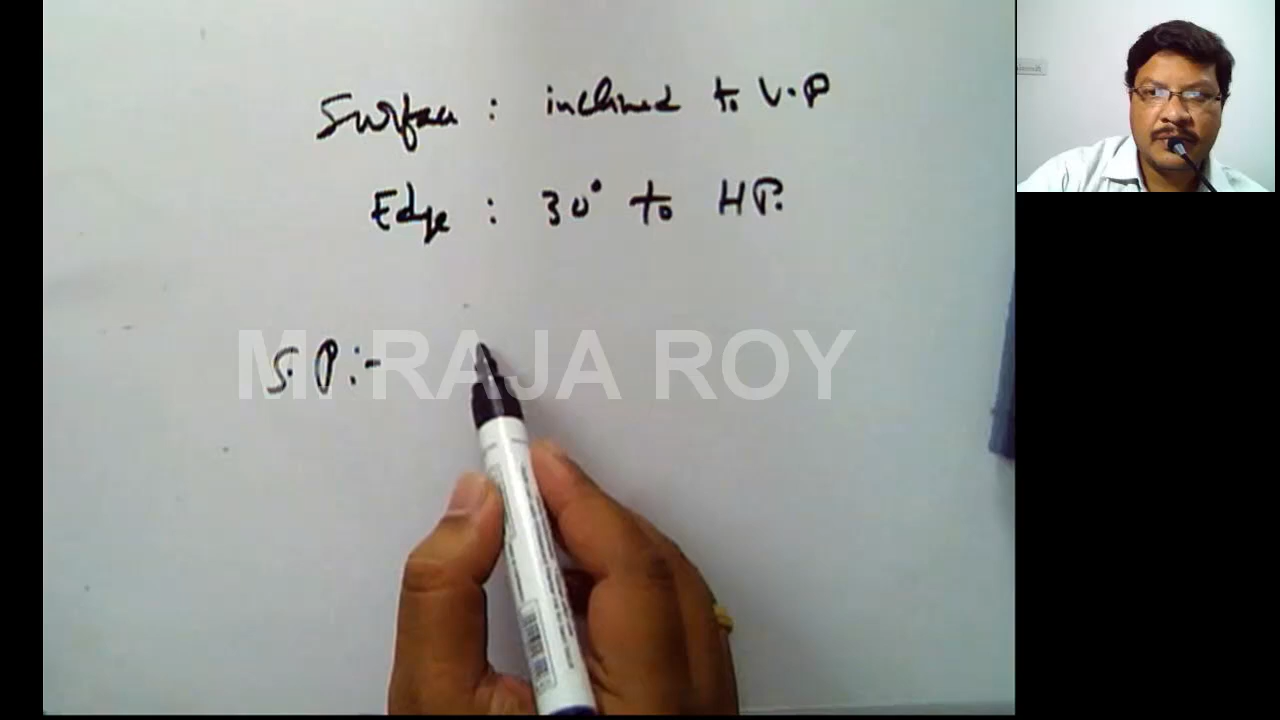 Surface : inclined to V.P
Edge : 30° to HP.
S.P :-
M. RAJA ROY